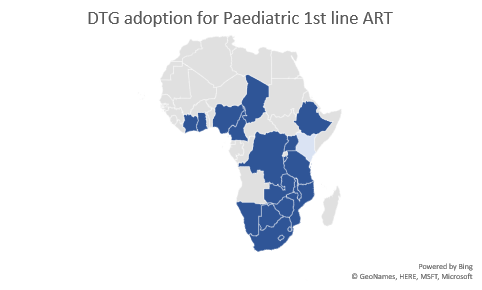 DTG adoption for Paediatric 1st line ART
Powered by Bing
© GeoNames, HERE, MSFT, Microsoft